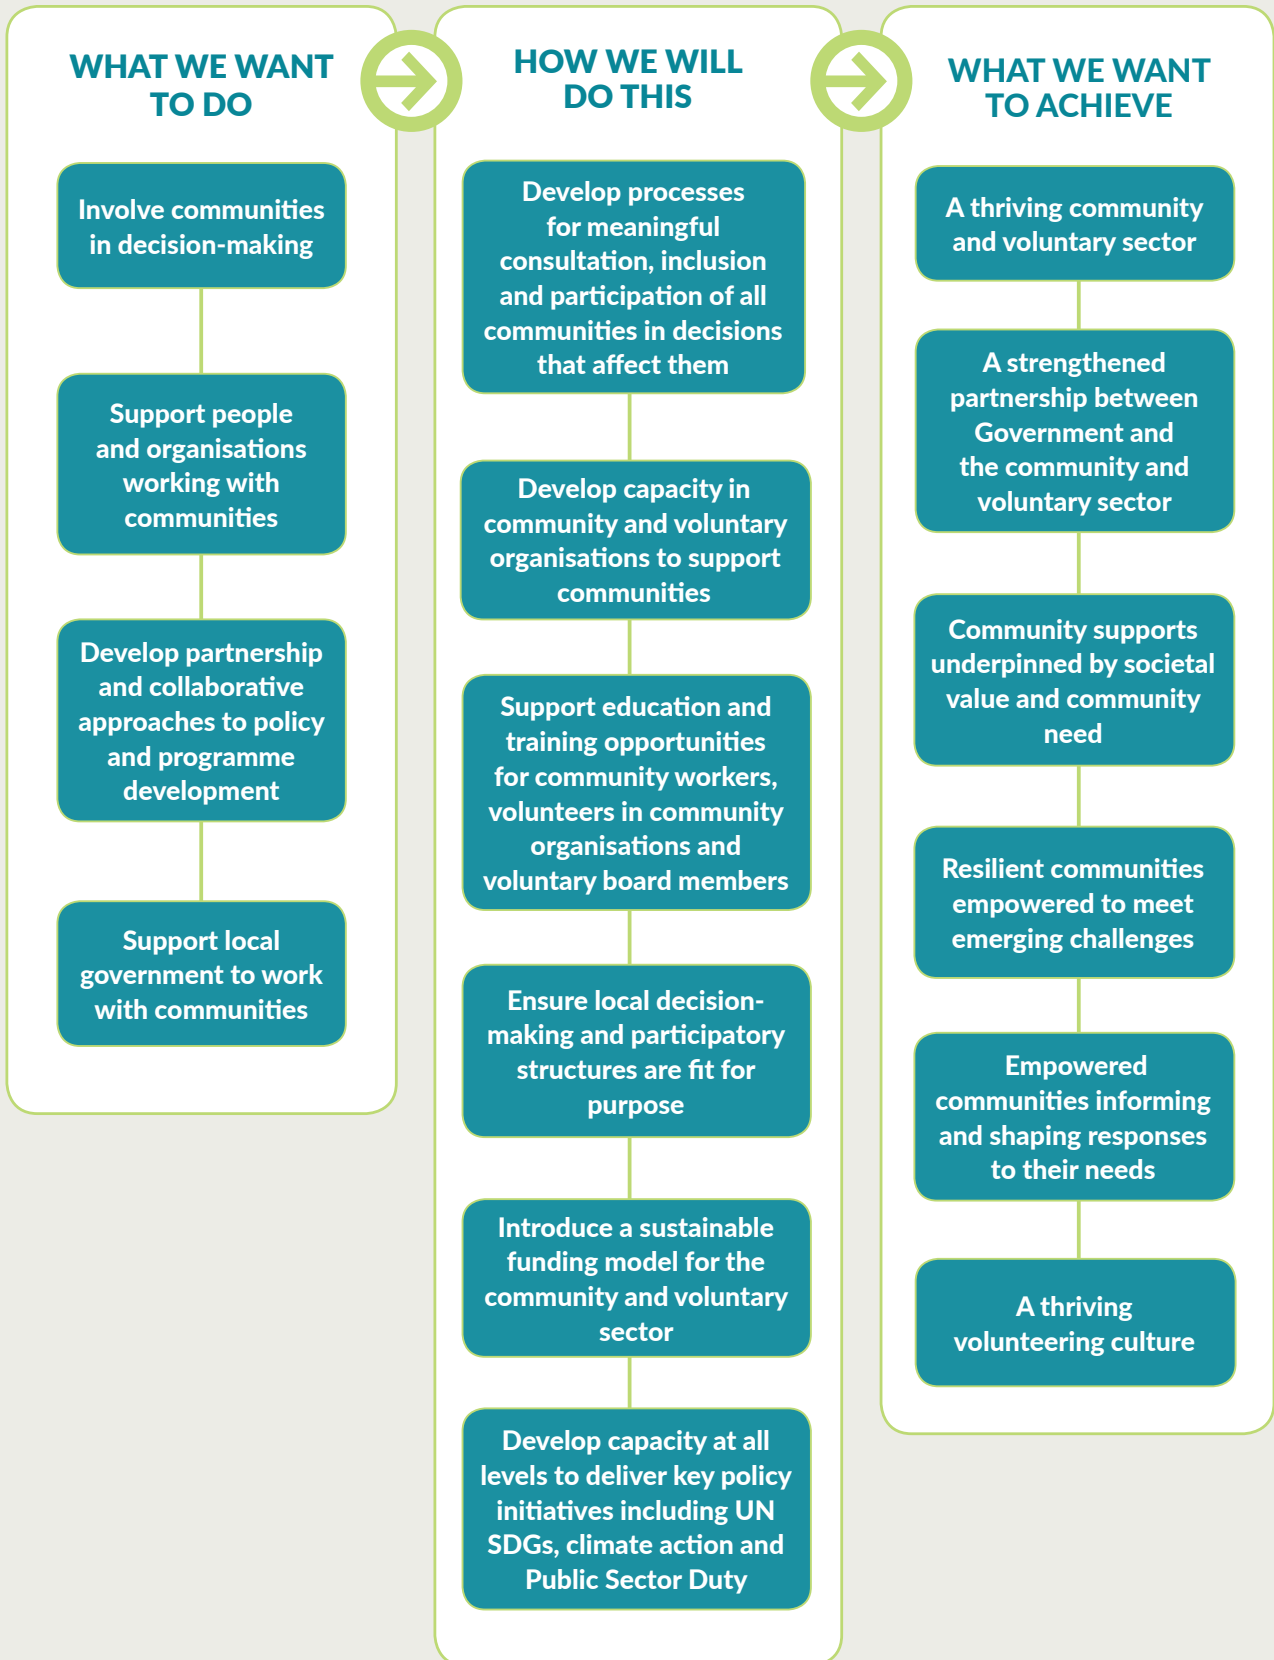 WHAT WE WANT
TO DO
Involve communities
in decision-making
Support people
and organisations
working with
communities
Develop partnership
and collaborative
approaches to policy
and programme
development
Support local
government to work
with communities
HOW WE WILL
DO THIS
Develop processes
for meaningful
consultation, inclusion
and participation of all
communities in decisions
that affect them
Develop capacity in
community and voluntary
organisations to support
communities
Support education and
training opportunities
for community workers,
volunteers in community
organisations and
voluntary board members
Ensure local decision-
making and participatory
structures are fit for
purpose
Introduce a sustainable
funding model for the
community and voluntary
sector
Develop capacity at all
levels to deliver key policy
initiatives including UN
SDGs, climate action and
Public Sector Duty
WHAT WE WANT
TO ACHIEVE
A thriving community
and voluntary sector
A strengthened
partnership between
Government and
the community and
voluntary sector
Community supports
underpinned by societal
value and community
need
Resilient communities
empowered to meet
emerging challenges
Empowered
communities informing
and shaping responses
to their needs
A thriving
volunteering culture